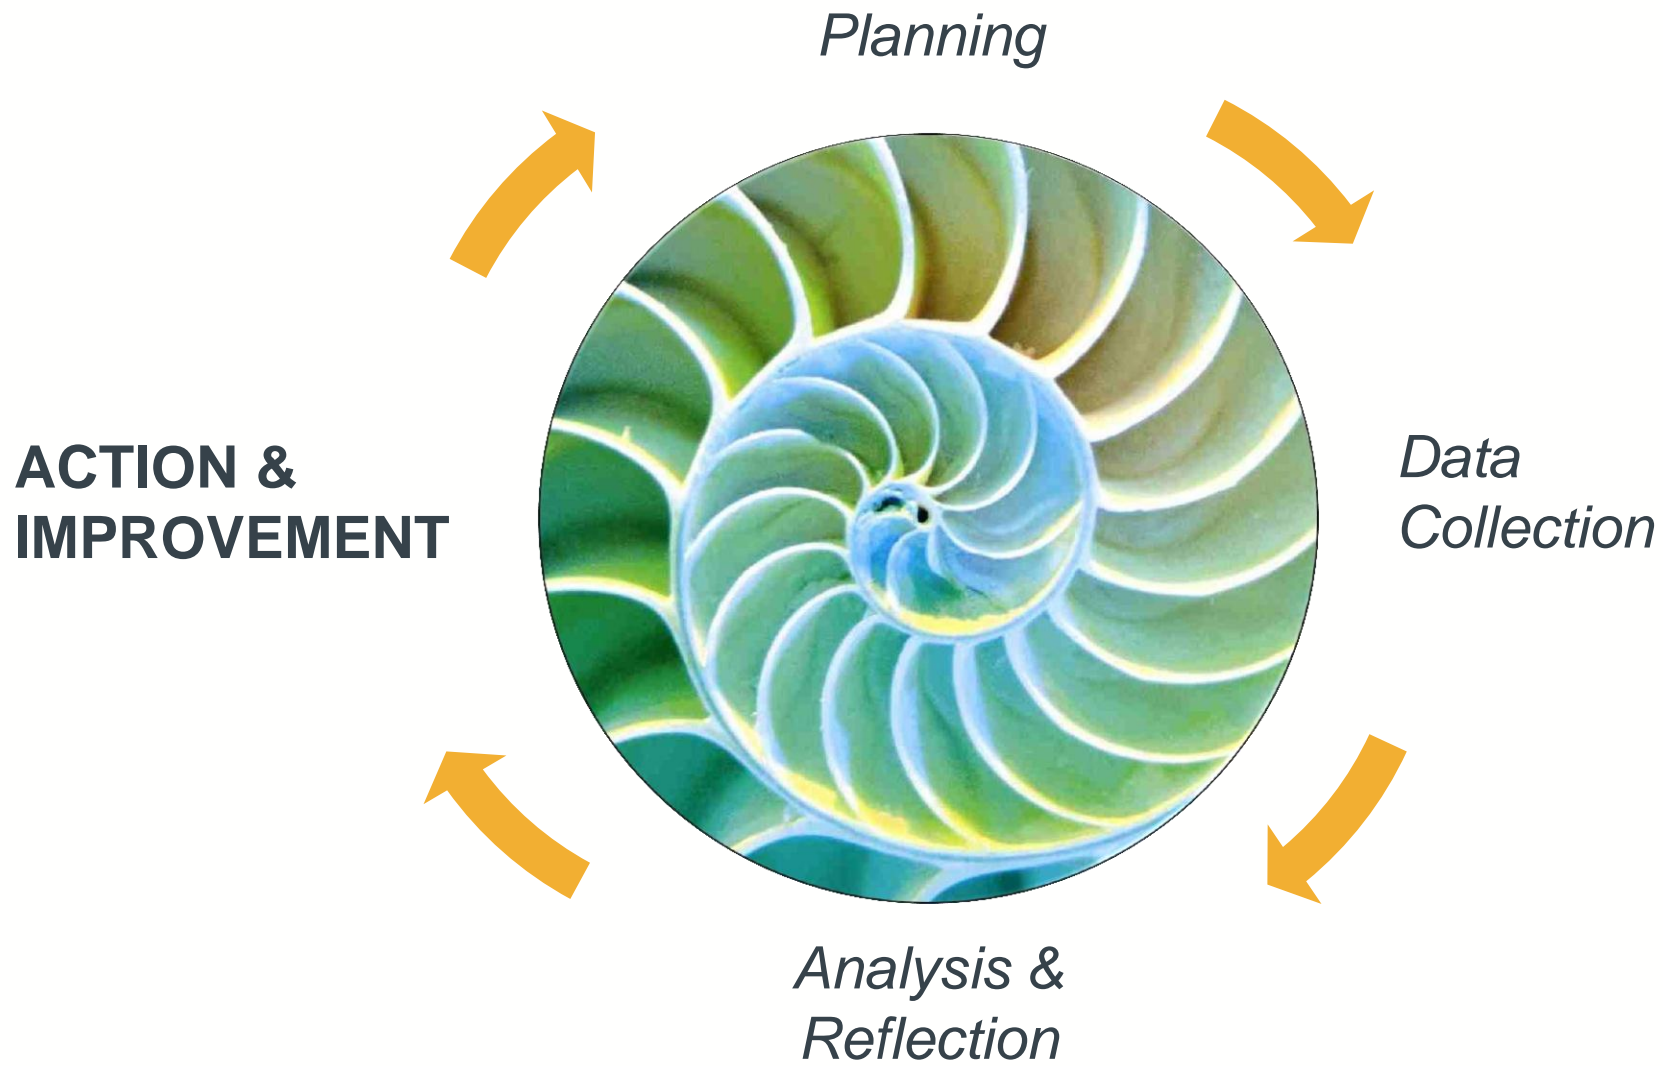 Planning
ACTION &
IMPROVEMENT
Data
Collection
Analysis &
Reflection